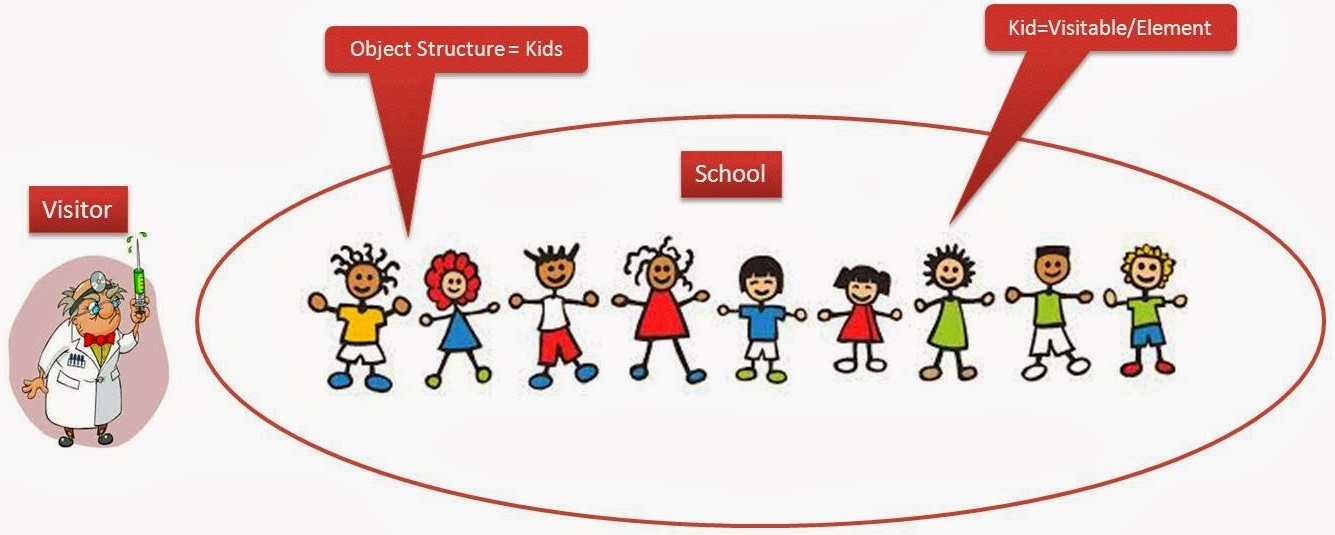 Object Structure = Kids
Kid=Visitable/Element
School
Visitor